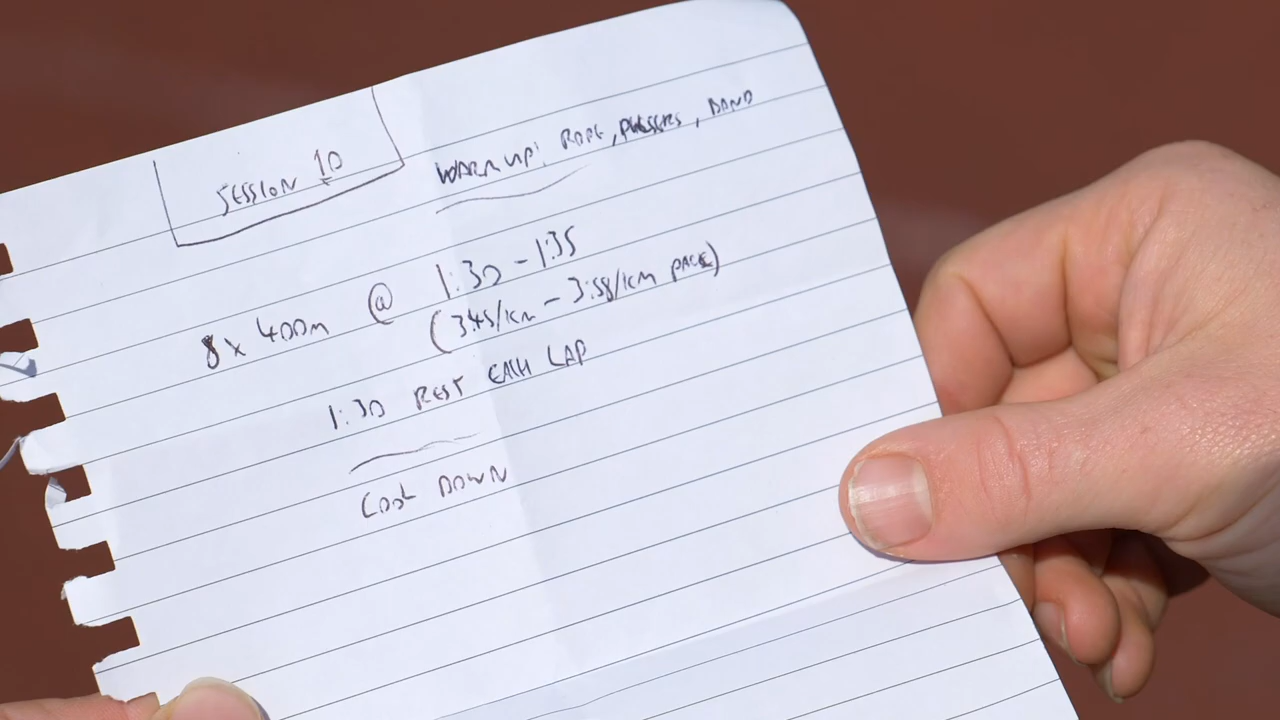 SESSION 10
WARM UP: ROPE, PRESSES, BAND
8 x 400m @ 1:30 - 1:35
(3:45/KM - 3:58/KM PACE)
1:30 REST EACH LAP
COOL DOWN